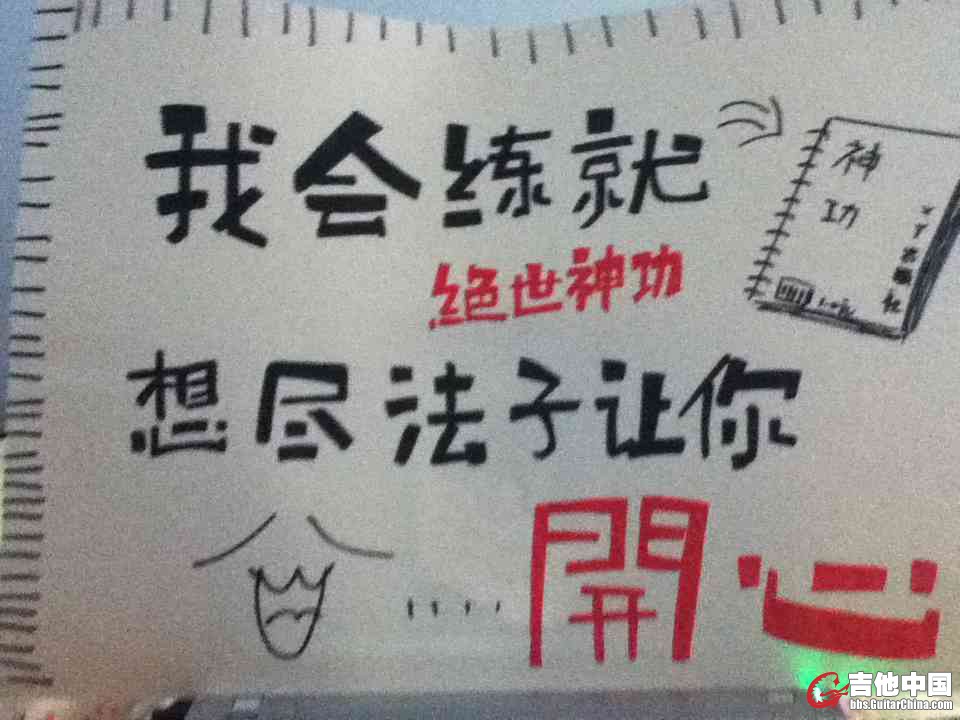 我会练就
神
功
绝世神功
想尽法子让你
開心
吉他中国
bbs.GuitarChina.com